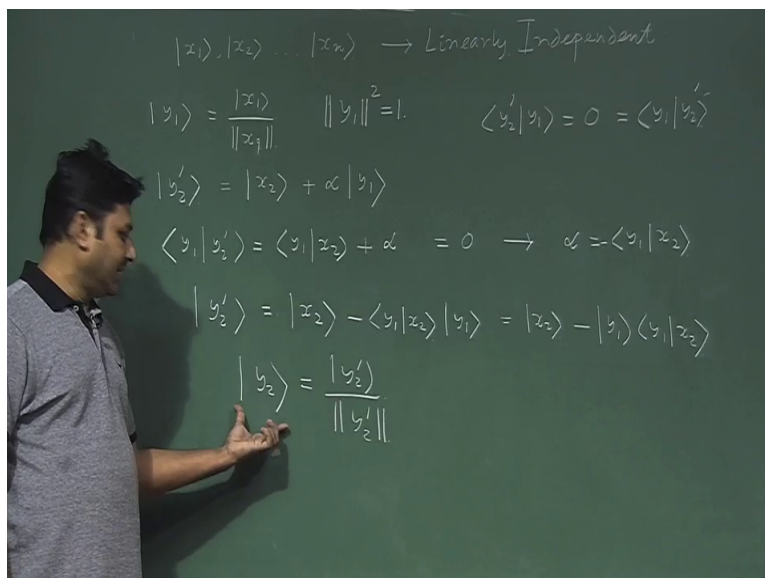 |x₁⟩, |x₂⟩ ... |xₙ⟩ → Linearly Independent
|y₁⟩ = |x₁⟩ / ||x₁|| ||y₁||² = 1. ⟨y₂'|y₁⟩ = 0 = ⟨y₁|y₂'⟩
|y₂'⟩ = |x₂⟩ + α |y₁⟩
⟨y₁|y₂'⟩ = ⟨y₁|x₂⟩ + α = 0 → α = -⟨y₁|x₂⟩
|y₂'⟩ = |x₂⟩ - ⟨y₁|x₂⟩ |y₁⟩ = |x₂⟩ - |y₁⟩⟨y₁|x₂⟩
|y₂⟩ = |y₂'⟩ / ||y₂'||